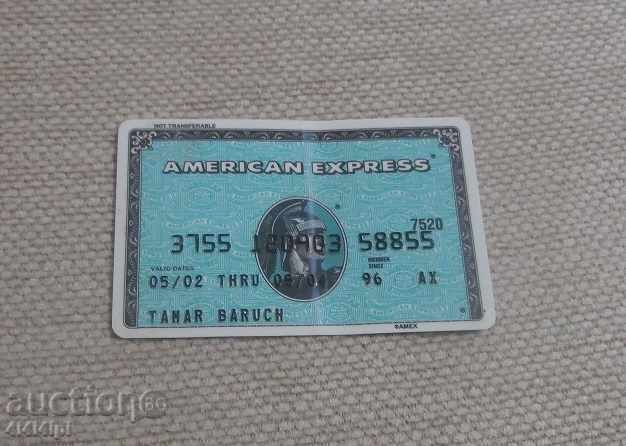 NOT TRANSFERABLE
AMERICAN EXPRESS
7520
3755 58855
VALID DATES MEMBER SINCE
05/02 THRU 96 AX
TAMAR BARUCH
©AMEX
auction